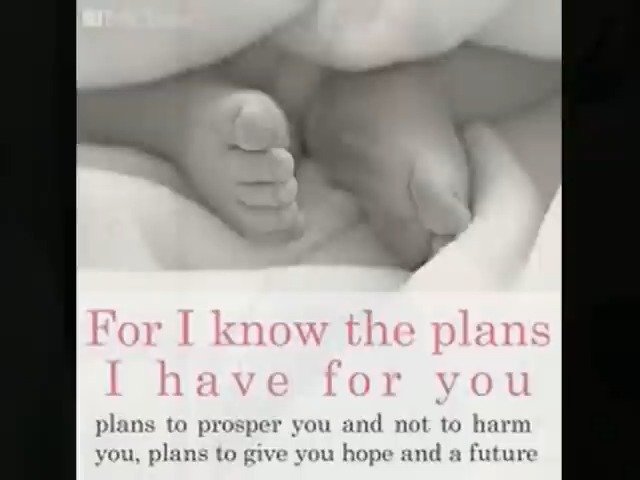 For I know the plans
I have for you
plans to prosper you and not to harm
you, plans to give you hope and a future